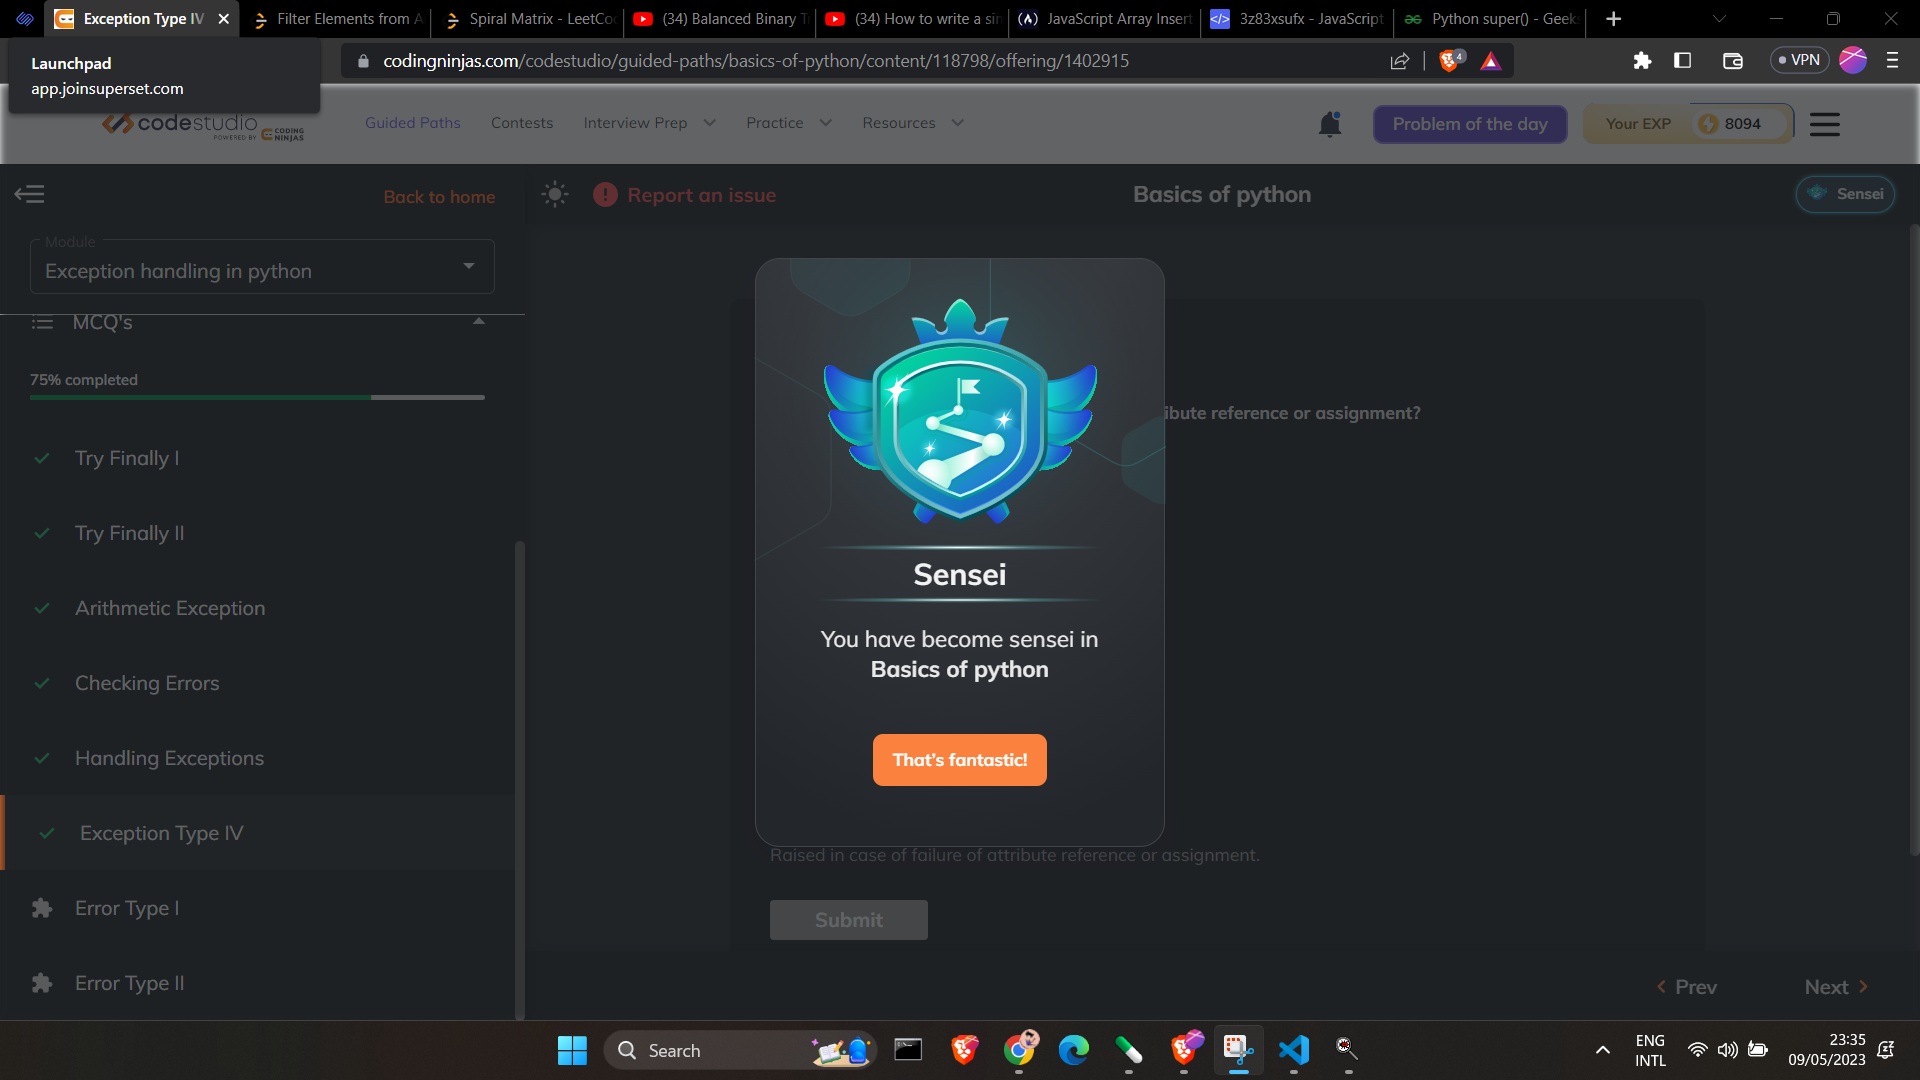 Exception Type IV
Filter Elements from A
Spiral Matrix - LeetCo
(34) Balanced Binary T
(34) How to write a sin
JavaScript Array Insert
3z83xsufx - JavaScript
Python super() - Geeks
Launchpad
app.joinsuperset.com
codingninjas.com/codestudio/guided-paths/basics-of-python/content/118798/offering/1402915
4
VPN
codestudio
POWERED BY CODING NINJAS
Guided Paths
Contests
Interview Prep
Practice
Resources
Problem of the day
Your EXP
8094
Back to home
Report an issue
Basics of python
Sensei
Module
Exception handling in python
MCQ's
75% completed
Try Finally I
Try Finally II
Arithmetic Exception
Checking Errors
Handling Exceptions
Exception Type IV
Error Type I
Error Type II
ibute reference or assignment?
Sensei
You have become sensei in
Basics of python
That's fantastic!
Raised in case of failure of attribute reference or assignment.
Submit
Prev
Next
Search
ENG
INTL
23:35
09/05/2023